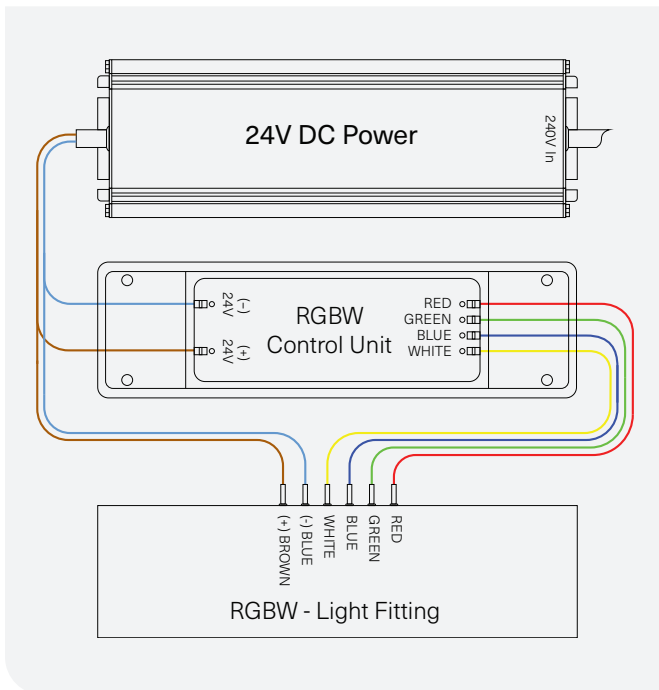 24V DC Power
240V In
24V (-)
24V (+)
RGBW
Control Unit
RED
GREEN
BLUE
WHITE
(+) BROWN
(-) BLUE
WHITE
BLUE
GREEN
RED
RGBW - Light Fitting